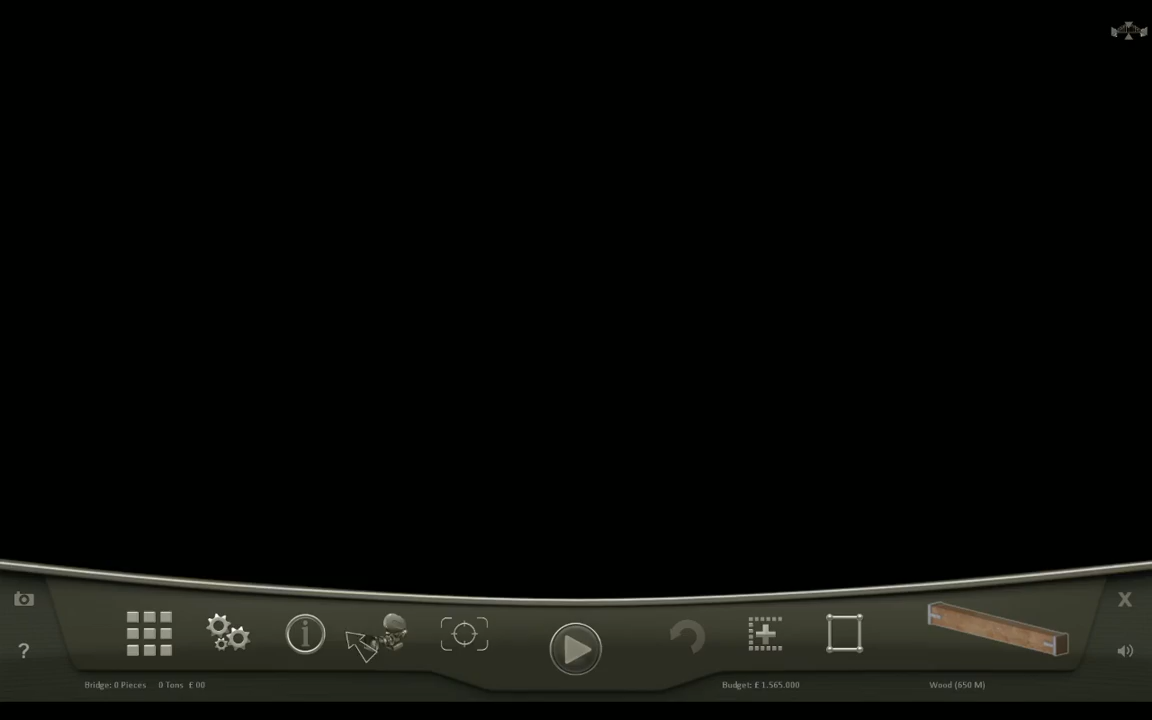 X
?
Bridge: 0 Pieces 0 Tons £ 00
Budget: £ 1.565.000
Wood (650 M)